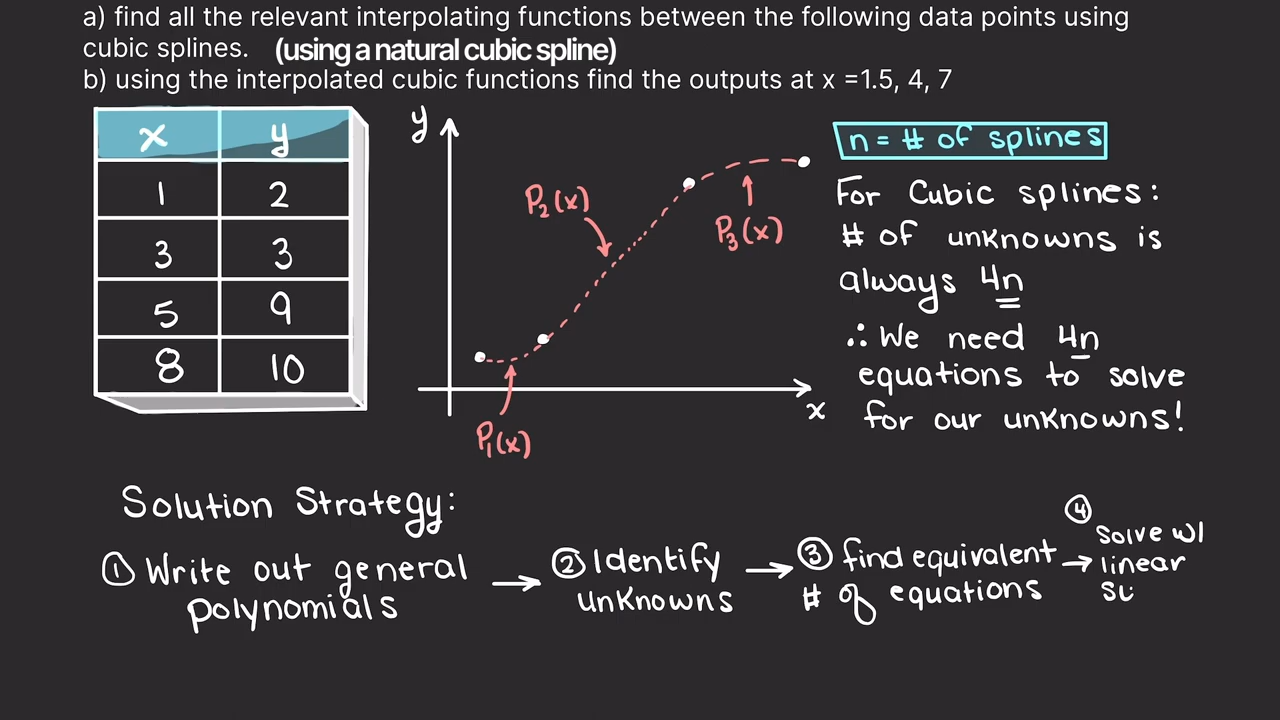 a) find all the relevant interpolating functions between the following data points using
cubic splines. (using a natural cubic spline)
b) using the interpolated cubic functions find the outputs at x =1.5, 4, 7
x y
1 2
3 3
5 9
8 10
y
P₂(x)
P₃(x)
x
P₁(x)
n = # of splines
For Cubic splines:
# of unknowns is
always 4n
∴ We need 4n
equations to solve
for our unknowns!
Solution Strategy:
① Write out general
polynomials
② Identify
unknowns
③ find equivalent
# of equations
④
Solve w/
linear